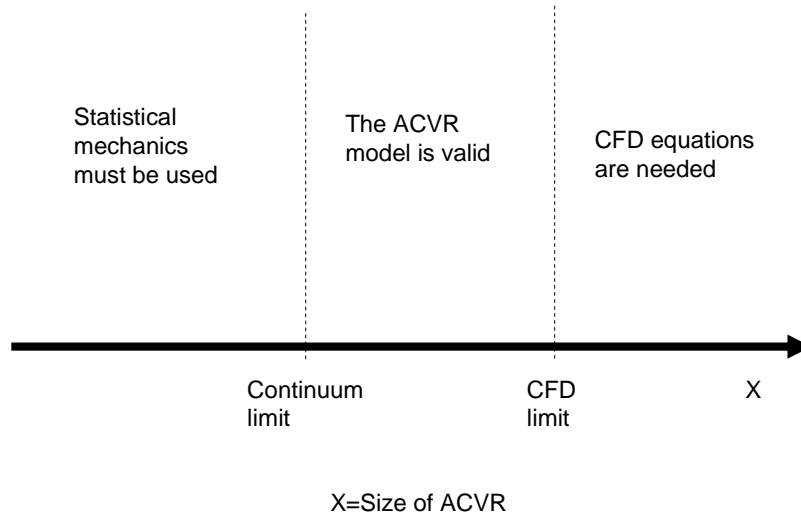 Statistical
mechanics
must be used
The ACVR
model is valid
CFD equations
are needed
Continuum
limit
CFD
limit
X
X=Size of ACVR